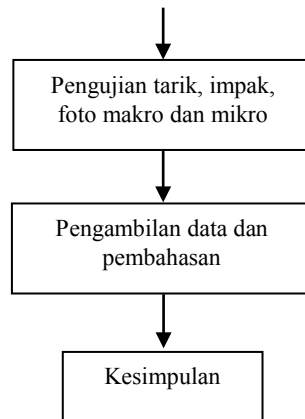 Pengujian tarik, impak,
foto makro dan mikro
Pengambilan data dan
pembahasan
Kesimpulan